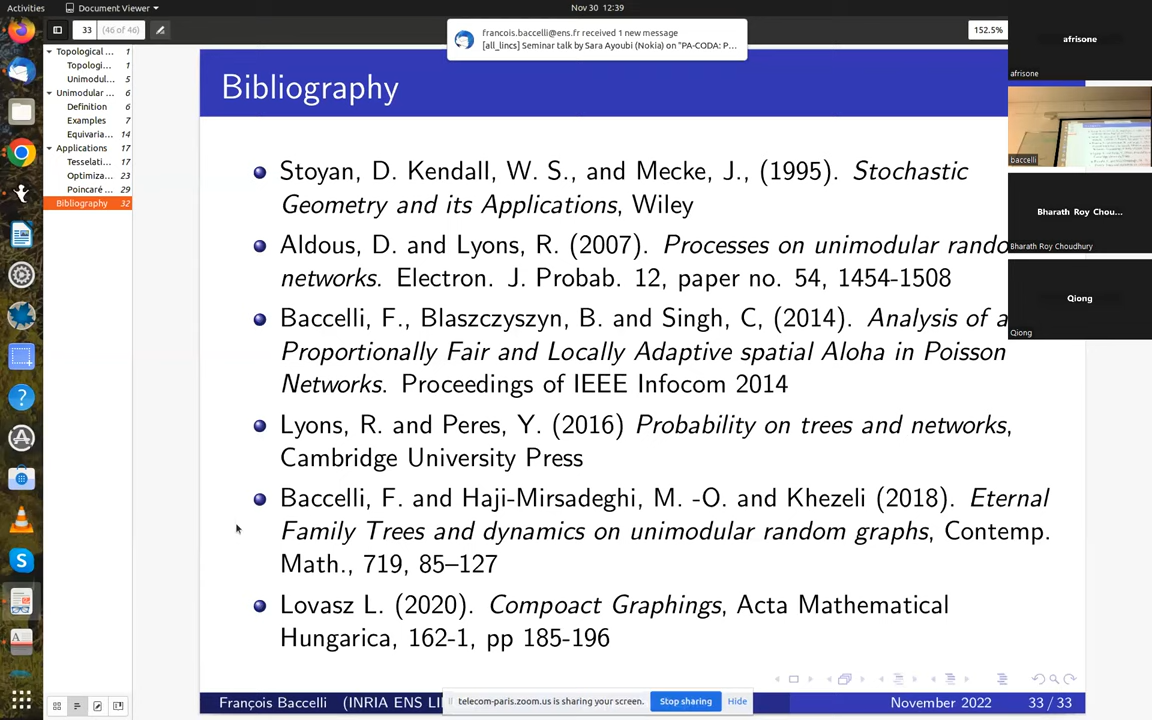 Activities
Document Viewer
Nov 30 12:39
33
(46 of 46)
152.5%
francois.baccelli@ens.fr received 1 new message
[all_lincs] Seminar talk by Sara Ayoubi (Nokia) on "PA-CODA: P...
Topological ... 1
Topologi... 1
Unimodul... 5
Unimodular ... 6
Definition 6
Examples 7
Equivaria... 14
Applications 17
Tesselati... 17
Optimiza... 23
Poincaré ... 29
Bibliography 32
Bibliography
Stoyan, D. Kendall, W. S., and Mecke, J., (1995). Stochastic
Geometry and its Applications, Wiley
Aldous, D. and Lyons, R. (2007). Processes on unimodular rando
networks. Electron. J. Probab. 12, paper no. 54, 1454-1508
Baccelli, F., Blaszczyszyn, B. and Singh, C, (2014). Analysis of a
Proportionally Fair and Locally Adaptive spatial Aloha in Poisson
Networks. Proceedings of IEEE Infocom 2014
Lyons, R. and Peres, Y. (2016) Probability on trees and networks,
Cambridge University Press
Baccelli, F. and Haji-Mirsadeghi, M. -O. and Khezeli (2018). Eternal
Family Trees and dynamics on unimodular random graphs, Contemp.
Math., 719, 85–127
Lovasz L. (2020). Compoact Graphings, Acta Mathematical
Hungarica, 162-1, pp 185-196
François Baccelli (INRIA ENS LI
telecom-paris.zoom.us is sharing your screen.
Stop sharing
Hide
November 2022
33 / 33
afrisone
afrisone
baccelli
Bharath Roy Chou...
Bharath Roy Choudhury
Qiong
Qiong